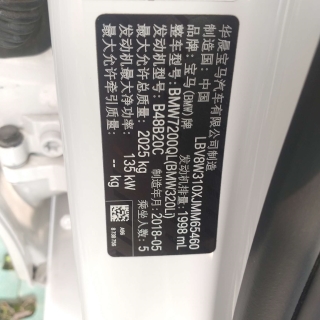 华晨宝马汽车有限公司制造
制造国：中国 LBV8W310XJMM65460
品牌：宝马(BMW)牌 发动机排量：1998 mL
整车型号：BMW7200QL(BMW320Li)
发动机型号：B48B20C 制造年月：2018-05
最大允许总质量：2025 kg 乘坐人数：5
发动机最大净功率：135 kW
最大允许牵引质量：-- kg